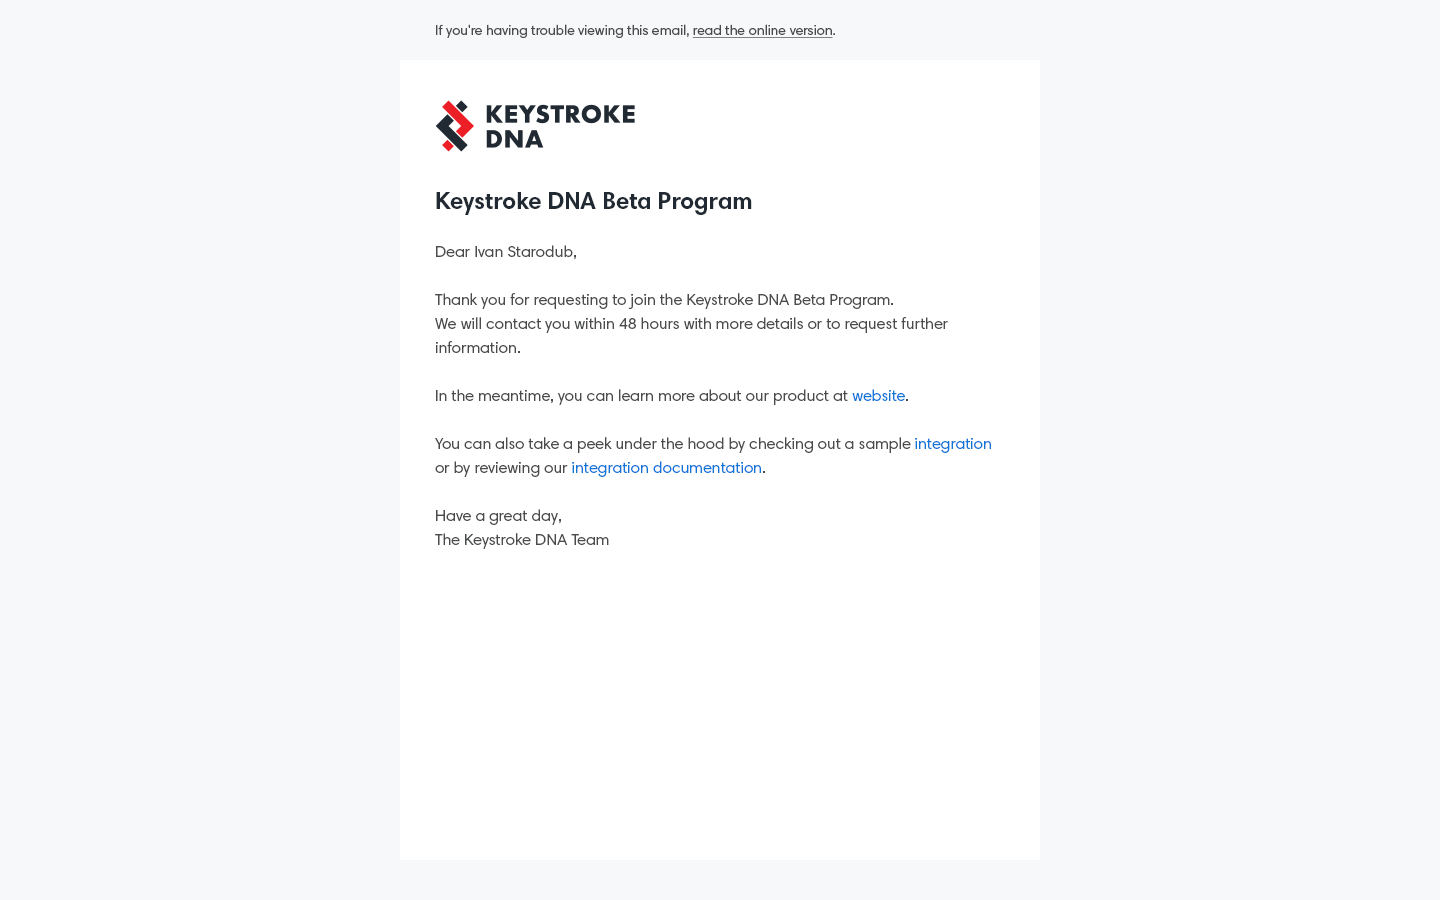 If you're having trouble viewing this email, read the online version.
KEYSTROKE
DNA
Keystroke DNA Beta Program
Dear Ivan Starodub,
Thank you for requesting to join the Keystroke DNA Beta Program.
We will contact you within 48 hours with more details or to request further
information.
In the meantime, you can learn more about our product at website.
You can also take a peek under the hood by checking out a sample integration
or by reviewing our integration documentation.
Have a great day,
The Keystroke DNA Team